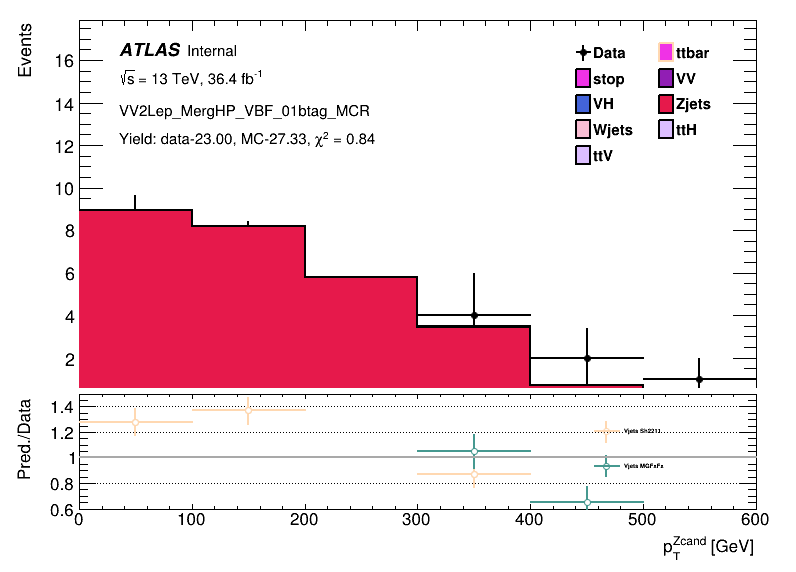 Events
ATLAS Internal
√s = 13 TeV, 36.4 fb-1
VV2Lep_MergHP_VBF_01btag_MCR
Yield: data-23.00, MC-27.33, χ2 = 0.84
Data
ttbar
stop
VV
VH
Zjets
Wjets
ttH
ttV
16
14
12
10
8
6
4
2
Pred./Data
1.4
1.2
1
0.8
0.6
Vjets Sh2211
Vjets MGFxFx
0 100 200 300 400 500 600
pTZcand [GeV]